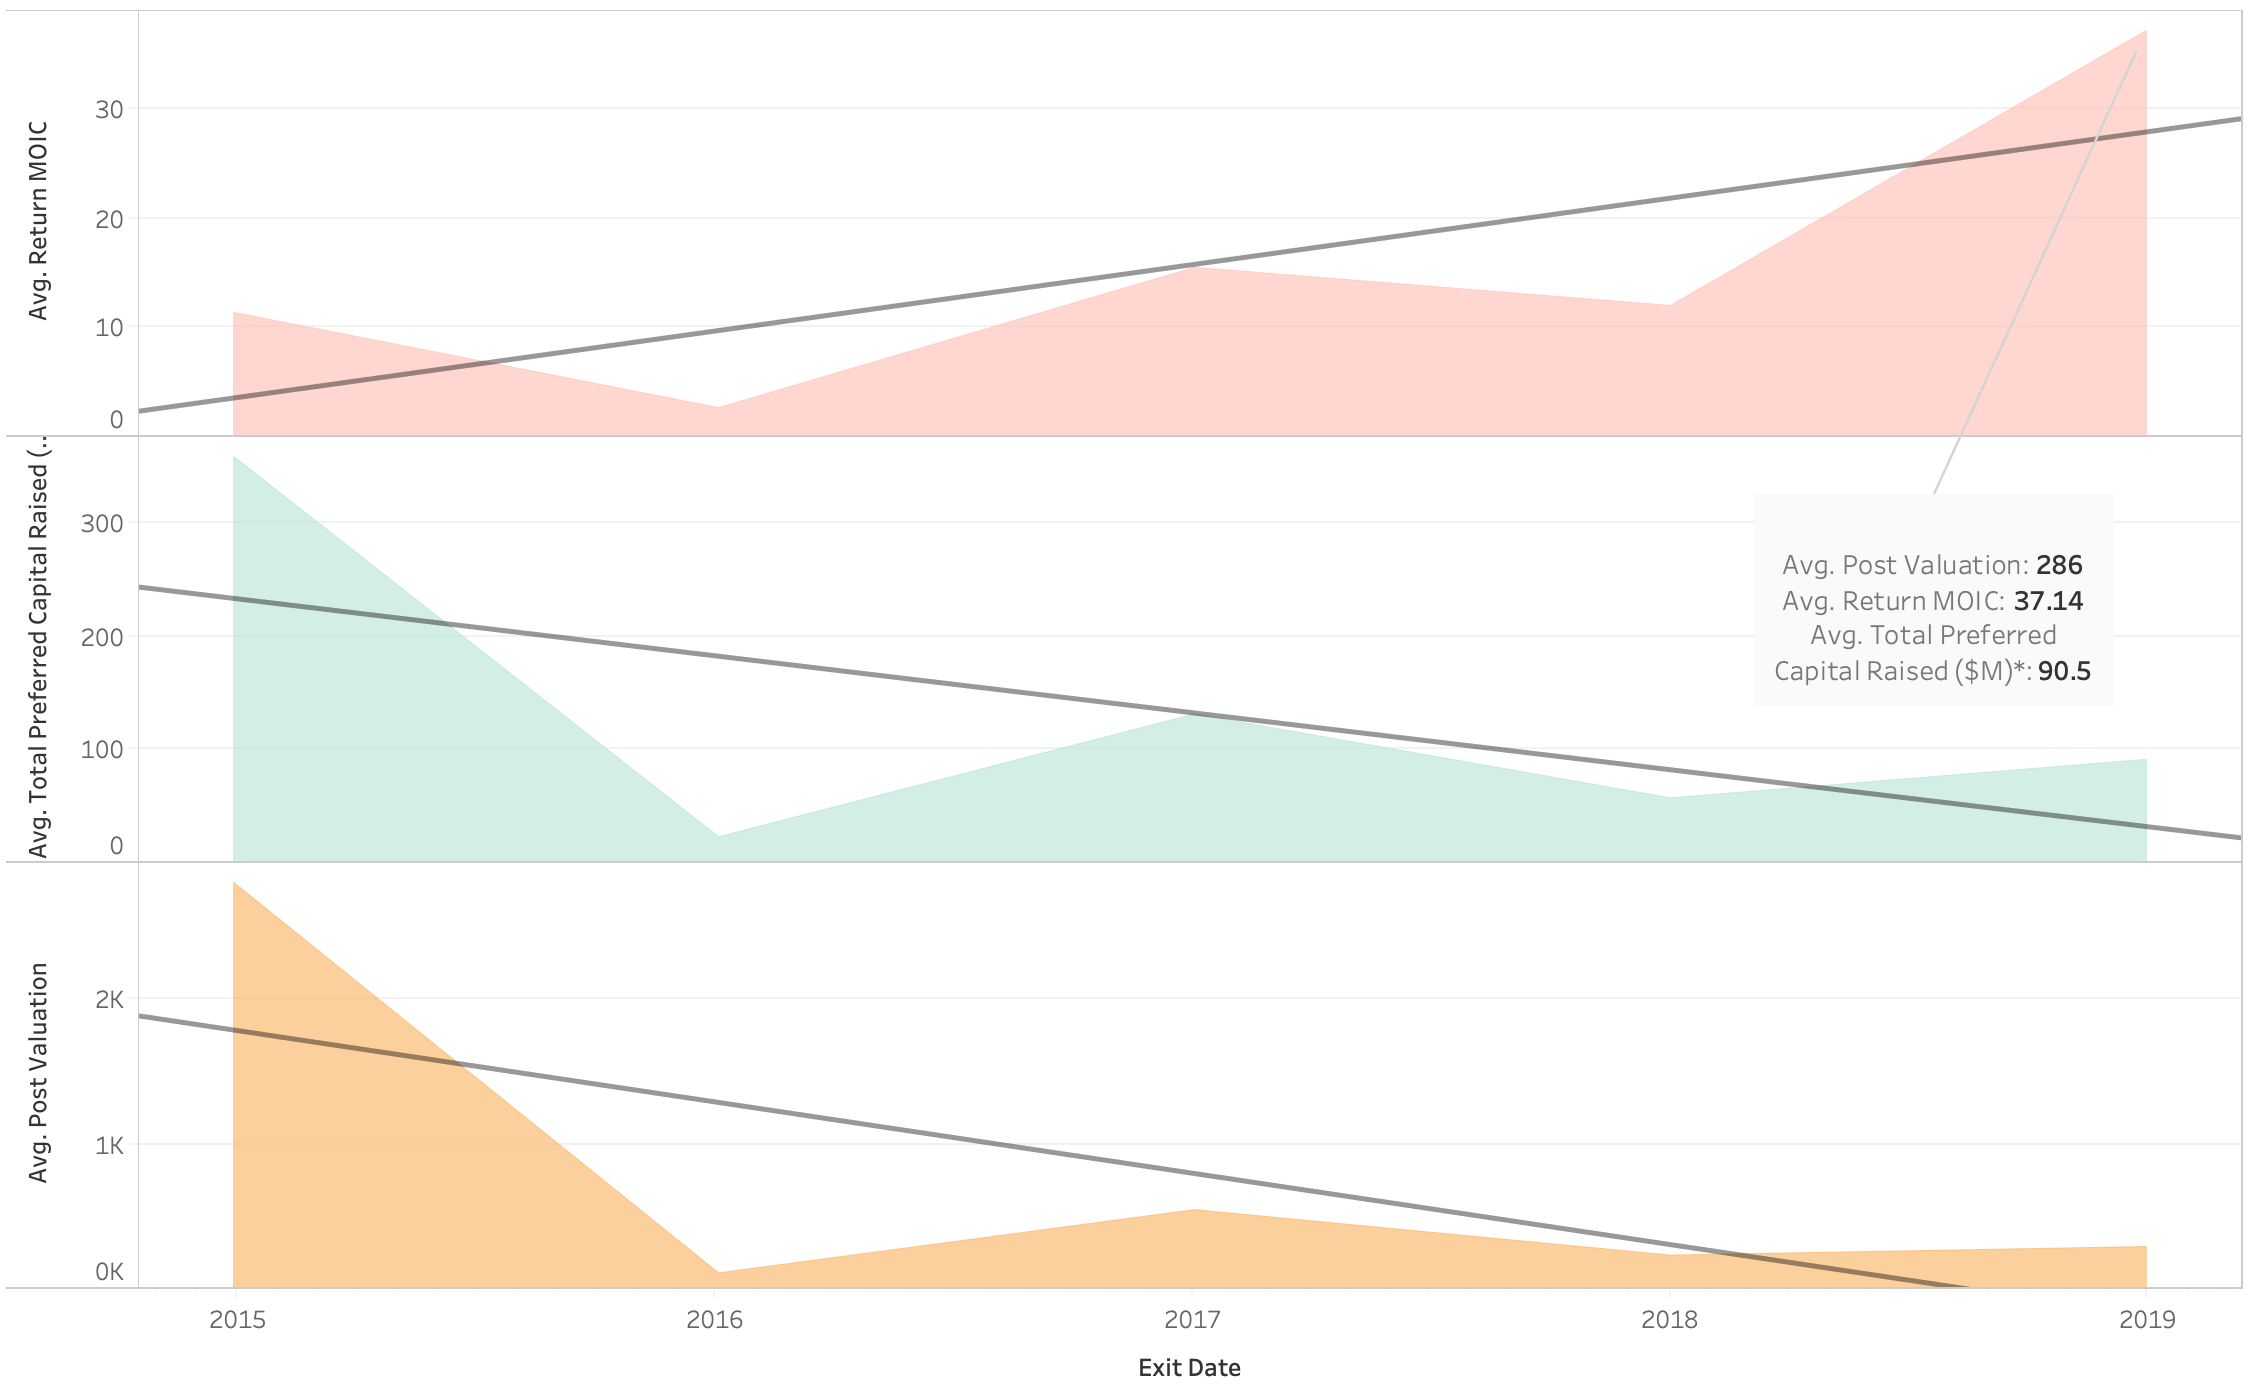 Avg. Return MOIC
30
20
10
0
Avg. Total Preferred Capital Raised (..
300
200
100
0
Avg. Post Valuation: 286
Avg. Return MOIC: 37.14
Avg. Total Preferred
Capital Raised ($M)*: 90.5
Avg. Post Valuation
2K
1K
0K
2015 2016 2017 2018 2019
Exit Date